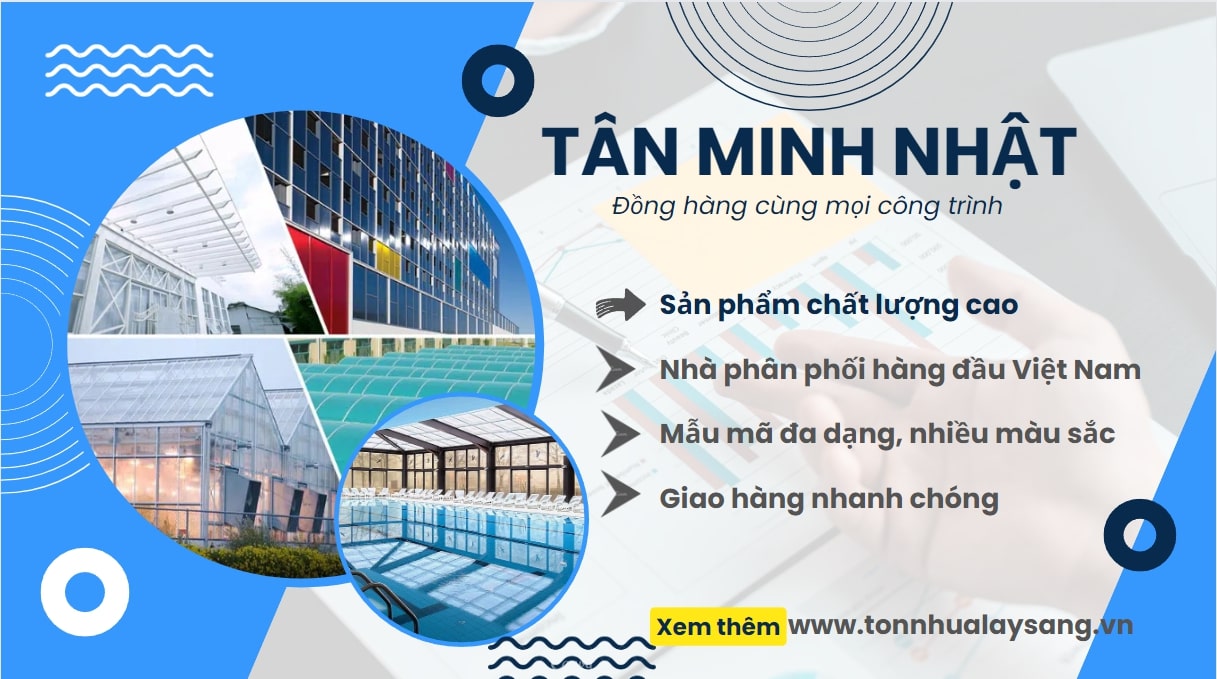 TÂN MINH NHẬT
Đồng hàng cùng mọi công trình
Sản phẩm chất lượng cao
Nhà phân phối hàng đầu Việt Nam
Mẫu mã đa dạng, nhiều màu sắc
Giao hàng nhanh chóng
Xem thêm www.tonnhualaysang.vn